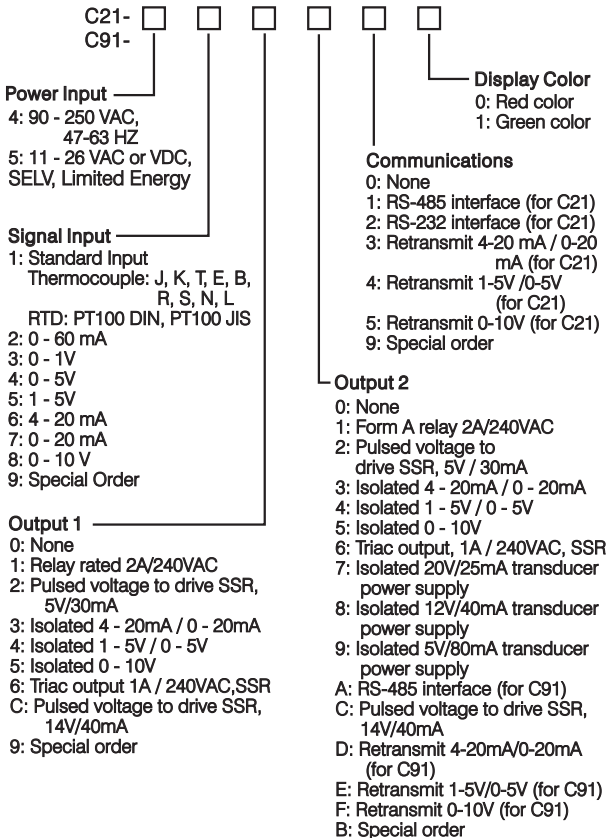 C21-
C91-
Power Input
4: 90 - 250 VAC,
47-63 HZ
5: 11 - 26 VAC or VDC,
SELV, Limited Energy
Signal Input
1: Standard Input
Thermocouple: J, K, T, E, B,
R, S, N, L
RTD: PT100 DIN, PT100 JIS
2: 0 - 60 mA
3: 0 - 1V
4: 0 - 5V
5: 1 - 5V
6: 4 - 20 mA
7: 0 - 20 mA
8: 0 - 10 V
9: Special Order
Output 1
0: None
1: Relay rated 2A/240VAC
2: Pulsed voltage to drive SSR,
5V/30mA
3: Isolated 4 - 20mA / 0 - 20mA
4: Isolated 1 - 5V / 0 - 5V
5: Isolated 0 - 10V
6: Triac output 1A / 240VAC,SSR
C: Pulsed voltage to drive SSR,
14V/40mA
9: Special order
Display Color
0: Red color
1: Green color
Communications
0: None
1: RS-485 interface (for C21)
2: RS-232 interface (for C21)
3: Retransmit 4-20 mA / 0-20
mA (for C21)
4: Retransmit 1-5V /0-5V
(for C21)
5: Retransmit 0-10V (for C21)
9: Special order
Output 2
0: None
1: Form A relay 2A/240VAC
2: Pulsed voltage to
drive SSR, 5V / 30mA
3: Isolated 4 - 20mA / 0 - 20mA
4: Isolated 1 - 5V / 0 - 5V
5: Isolated 0 - 10V
6: Triac output, 1A / 240VAC, SSR
7: Isolated 20V/25mA transducer
power supply
8: Isolated 12V/40mA transducer
power supply
9: Isolated 5V/80mA transducer
power supply
A: RS-485 interface (for C91)
C: Pulsed voltage to drive SSR,
14V/40mA
D: Retransmit 4-20mA/0-20mA
(for C91)
E: Retransmit 1-5V/0-5V (for C91)
F: Retransmit 0-10V (for C91)
B: Special order